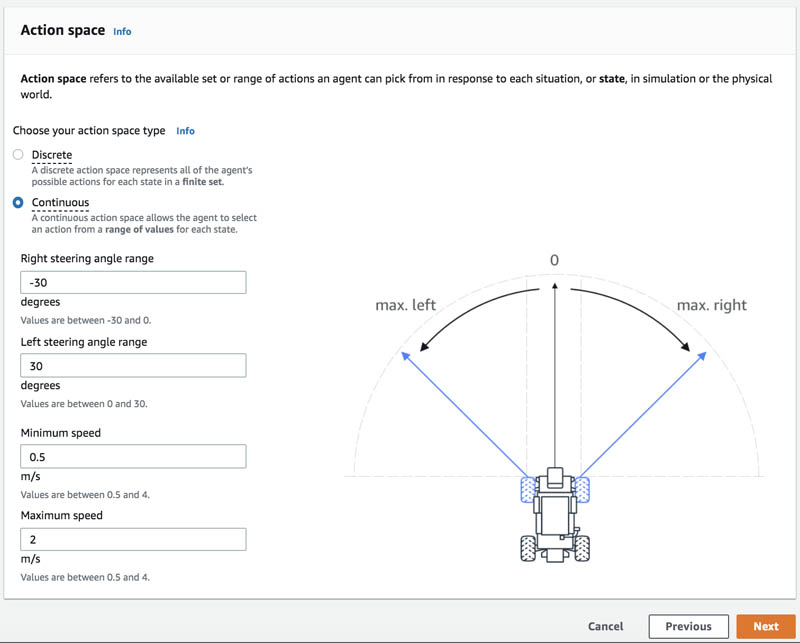 Action space Info
Action space refers to the available set or range of actions an agent can pick from in response to each situation, or state, in simulation or the physical
world.
Choose your action space type Info
Discrete
A discrete action space represents all of the agent's
possible actions for each state in a finite set.
Continuous
A continuous action space allows the agent to select
an action from a range of values for each state.
Right steering angle range
-30
degrees
Values are between -30 and 0.
Left steering angle range
30
degrees
Values are between 0 and 30.
Minimum speed
0.5
m/s
Values are between 0.5 and 4.
Maximum speed
2
m/s
Values are between 0.5 and 4.
0
max. left
max. right
Cancel
Previous
Next